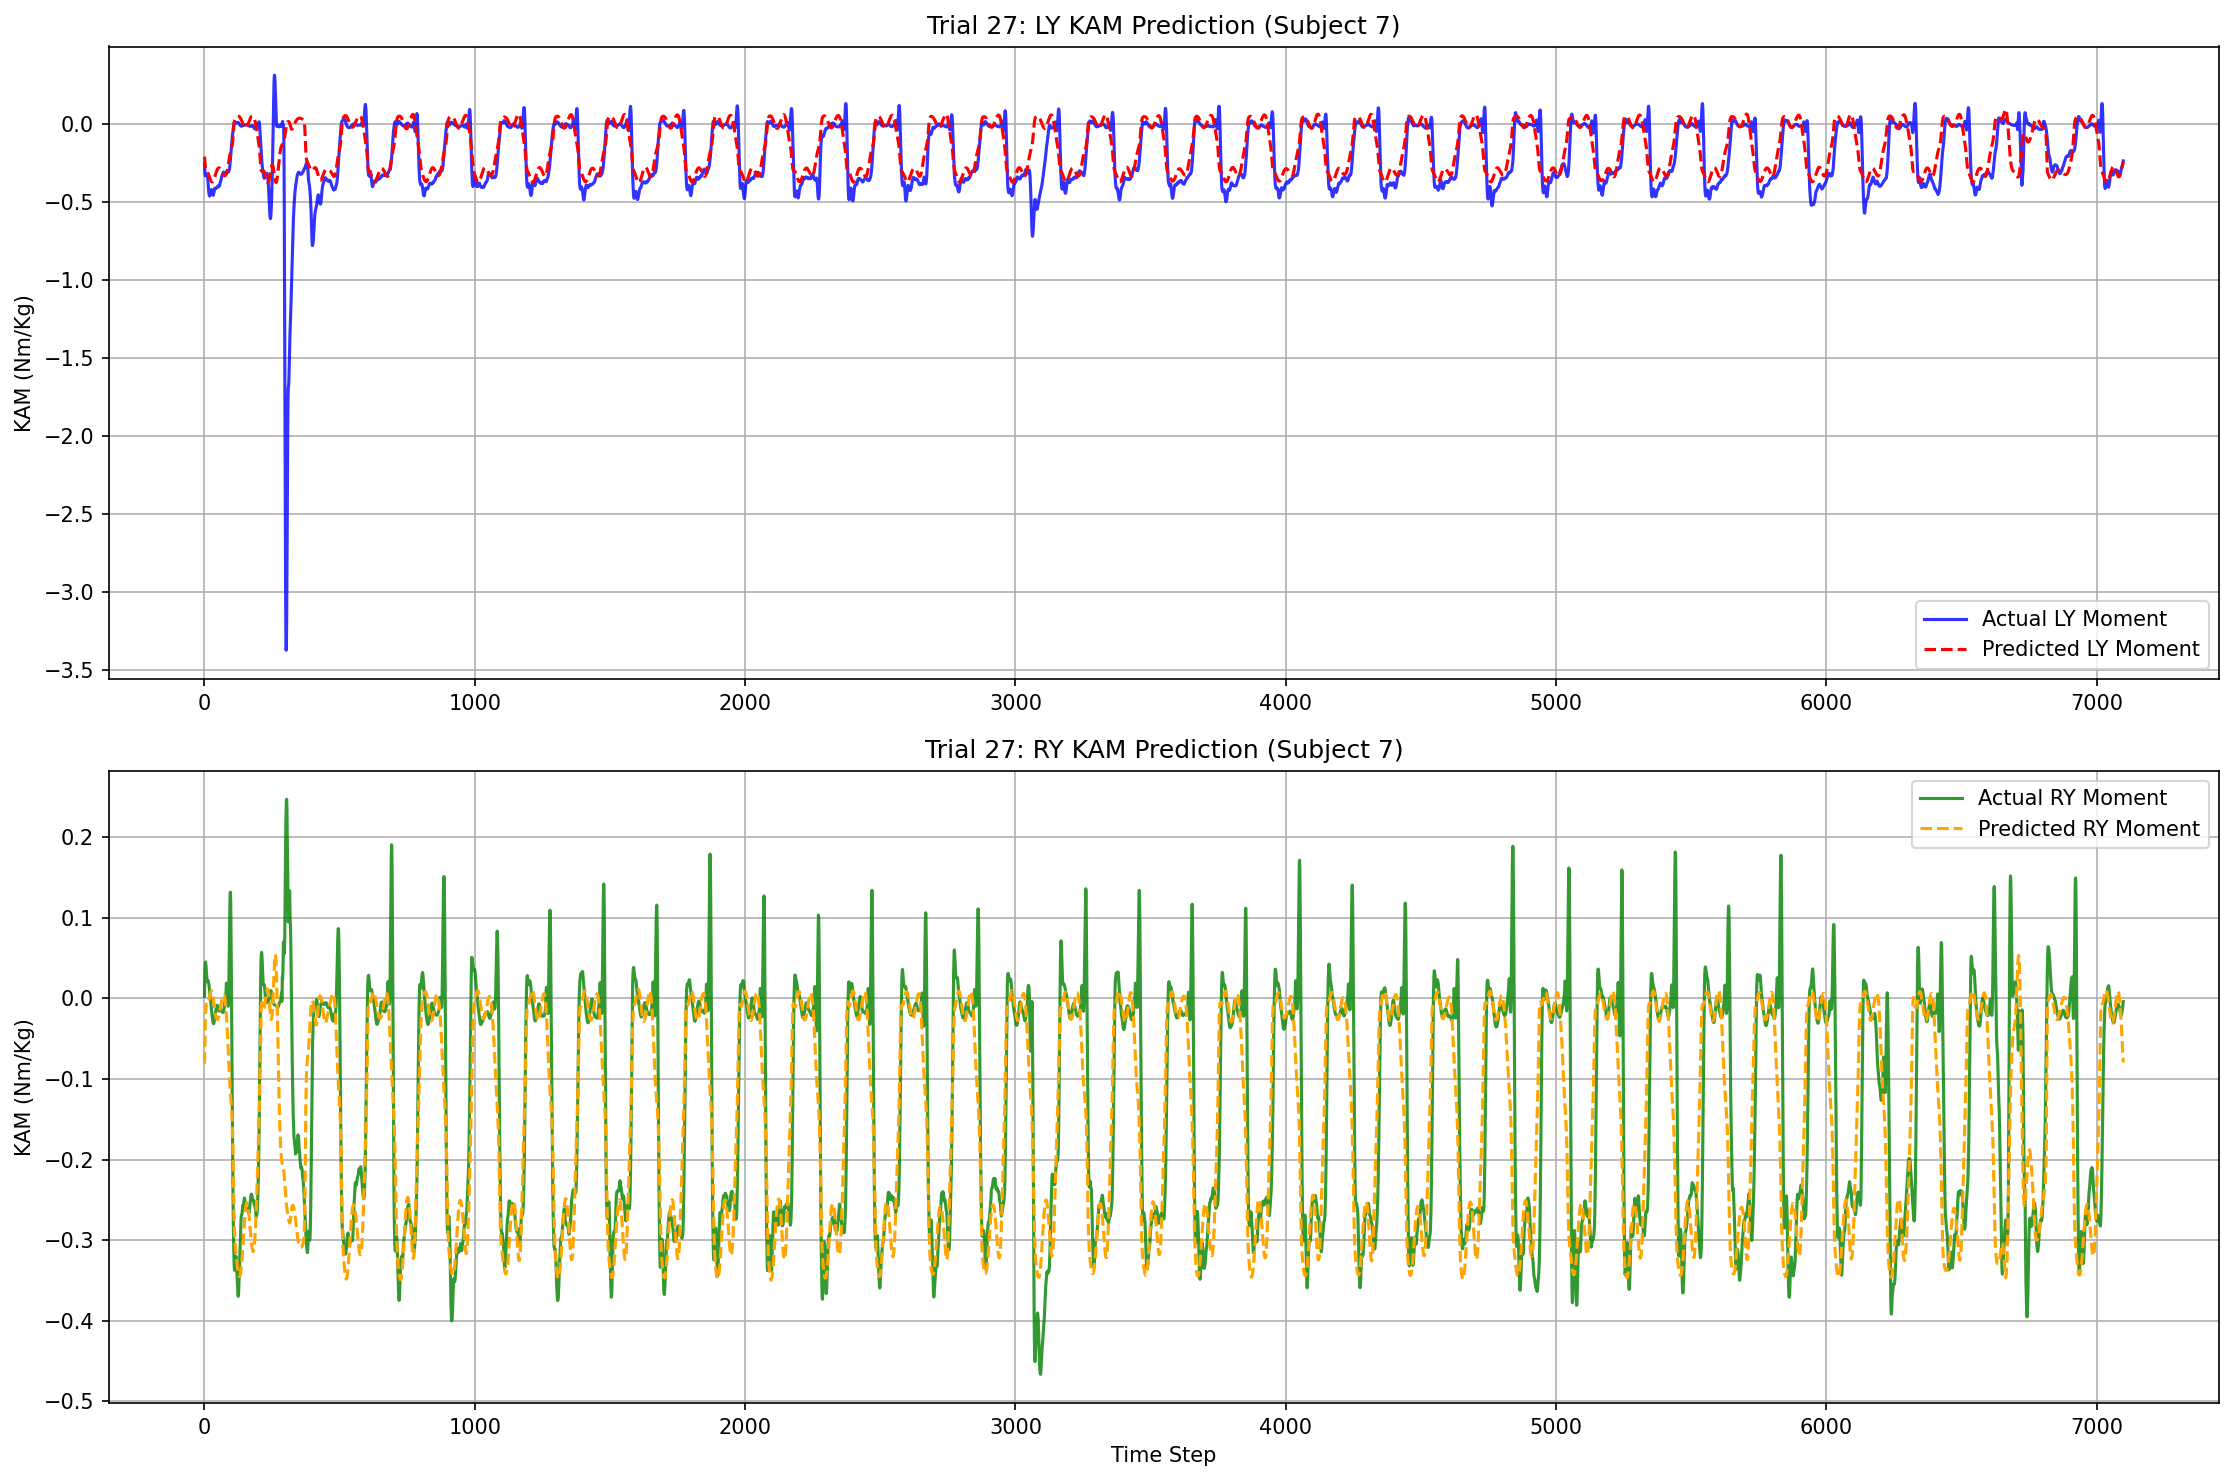 Trial 27: LY KAM Prediction (Subject 7)
KAM (Nm/Kg)
0.0
−0.5
−1.0
−1.5
−2.0
−2.5
−3.0
−3.5
Actual LY Moment
Predicted LY Moment
0 1000 2000 3000 4000 5000 6000 7000
Trial 27: RY KAM Prediction (Subject 7)
KAM (Nm/Kg)
Actual RY Moment
Predicted RY Moment
0.2
0.1
0.0
−0.1
−0.2
−0.3
−0.4
−0.5
0 1000 2000 3000 4000 5000 6000 7000
Time Step